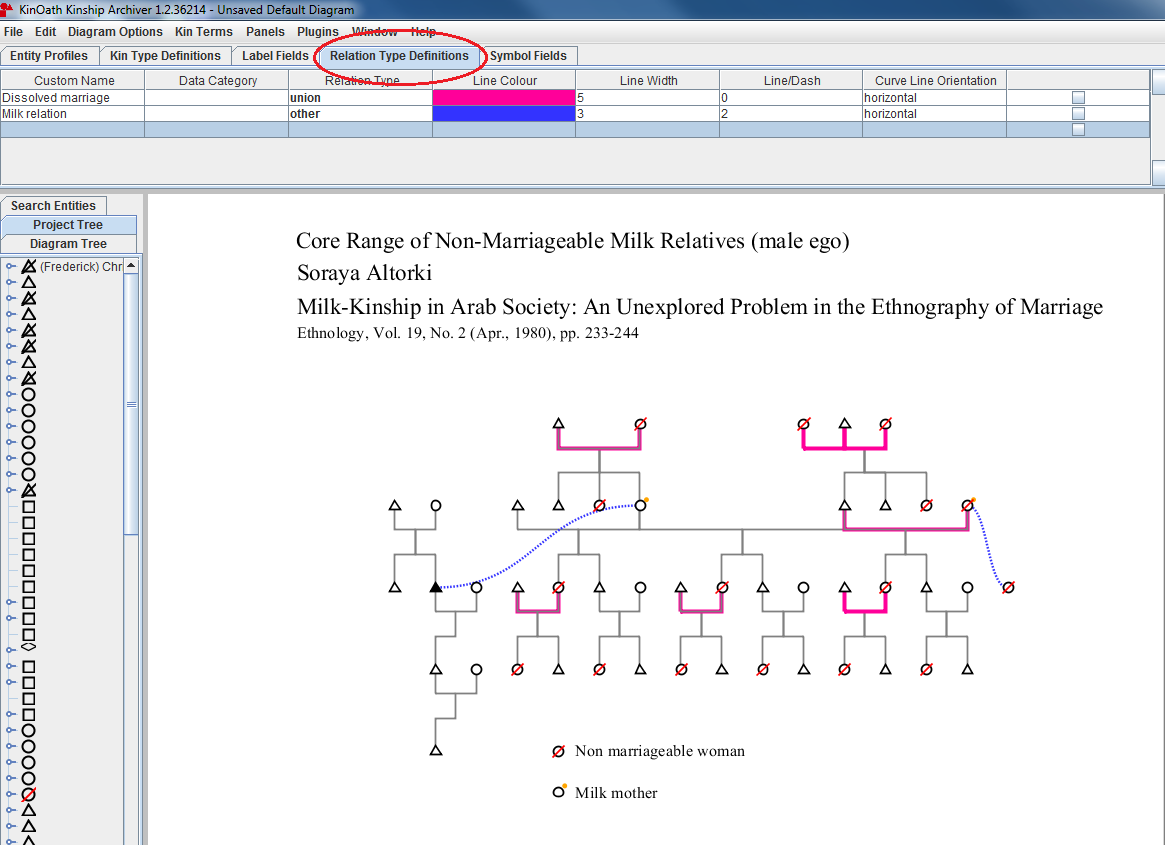 KinOath Kinship Archiver 1.2.36214 - Unsaved Default Diagram
File Edit Diagram Options Kin Terms Panels Plugins Window Help
Entity Profiles Kin Type Definitions Label Fields Relation Type Definitions Symbol Fields
Custom Name Data Category Relation Type Line Colour Line Width Line/Dash Curve Line Orientation
Dissolved marriage union 5 0 horizontal
Milk relation other 3 2 horizontal
Search Entities
Project Tree
Diagram Tree
(Frederick) Chr
Core Range of Non-Marriageable Milk Relatives (male ego)
Soraya Altorki
Milk-Kinship in Arab Society: An Unexplored Problem in the Ethnography of Marriage
Ethnology, Vol. 19, No. 2 (Apr., 1980), pp. 233-244
Non marriageable woman
Milk mother